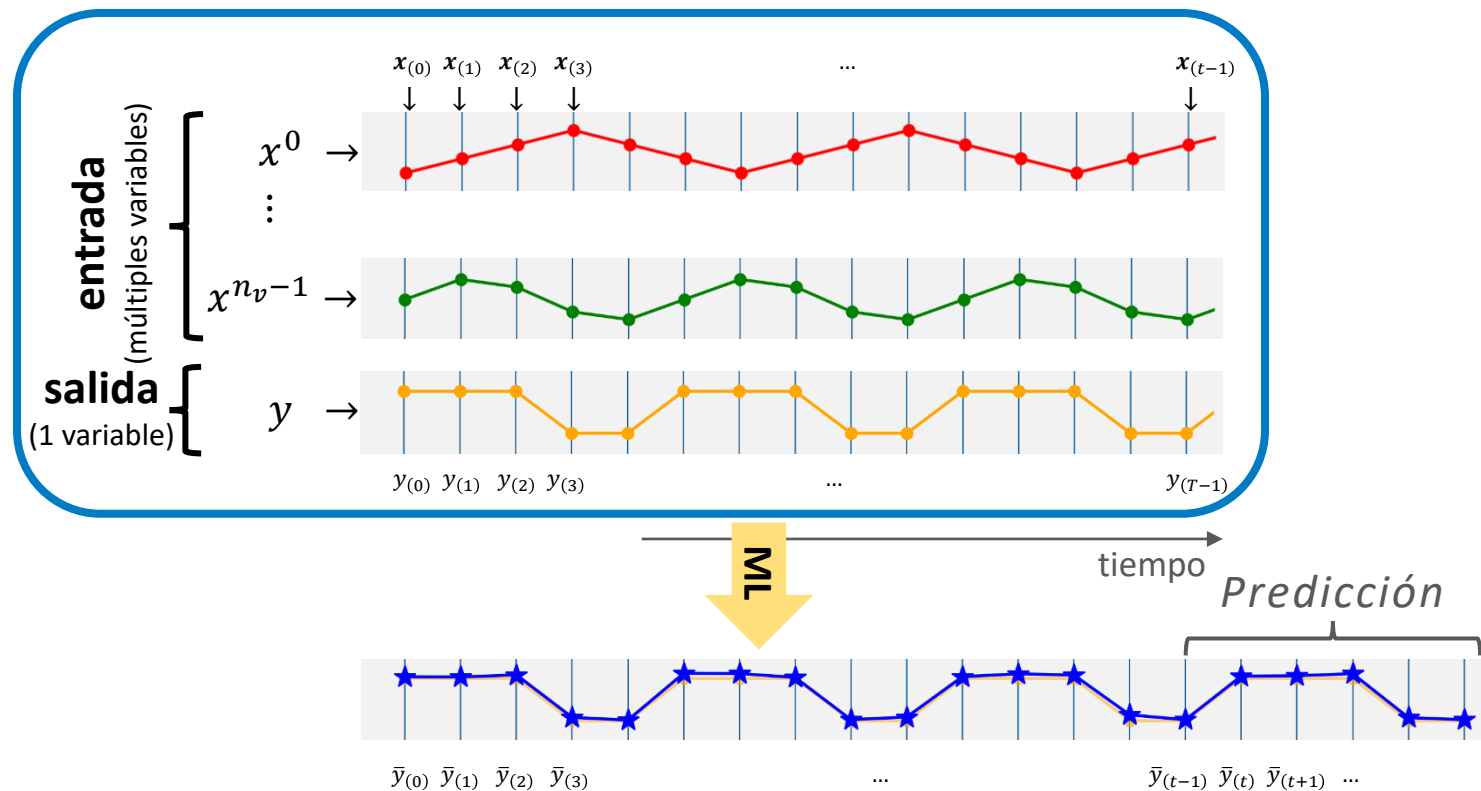 x(0) x(1) x(2) x(3) ... x(t−1)
↓ ↓ ↓ ↓ ↓
entrada
(múltiples variables)
x⁰ →
⋮
x^{n_v−1} →
salida
(1 variable)
y →
y(0) y(1) y(2) y(3) ... y(T−1)
ML
tiempo
Predicción
ȳ(0) ȳ(1) ȳ(2) ȳ(3) ... ȳ(t−1) ȳ(t) ȳ(t+1) ...